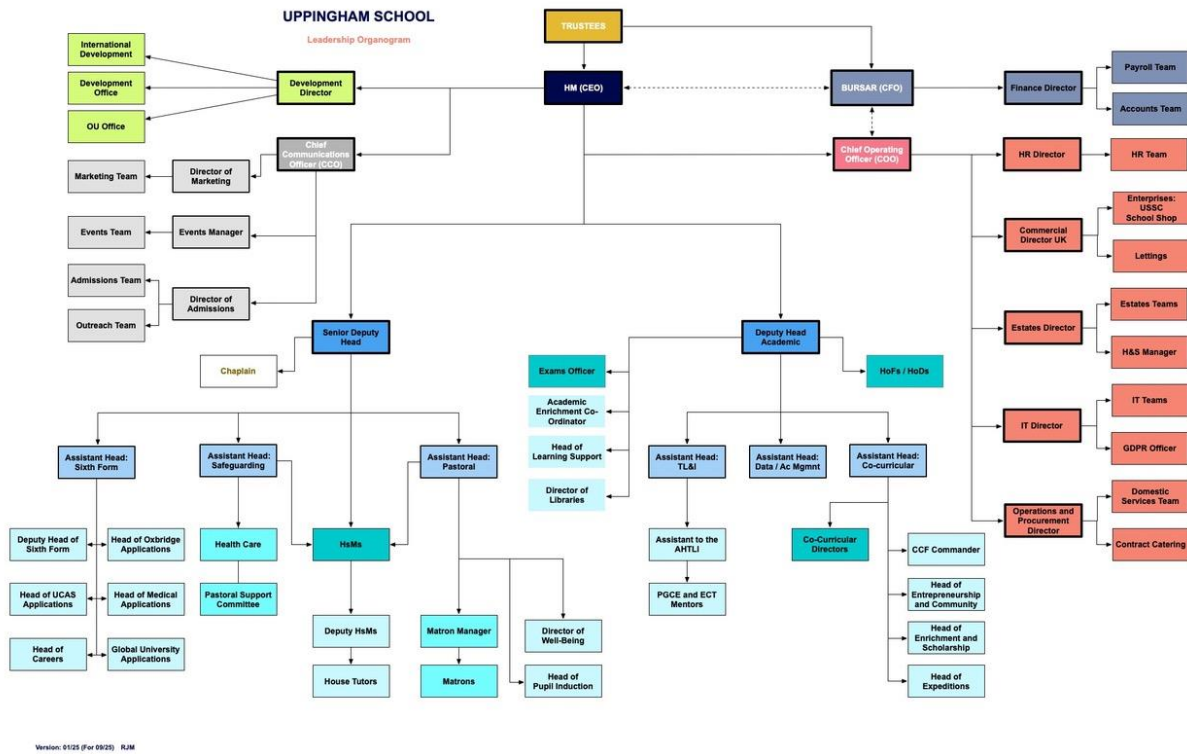 UPPINGHAM SCHOOL
Leadership Organogram
TRUSTEES
International
Development
Development
Office
OU Office
Development
Director
HM (CEO)
BURSAR (CFO)
Finance Director
Payroll Team
Accounts Team
Chief
Communications
Officer (CCO)
Chief Operating
Officer (COO)
HR Director
HR Team
Marketing Team
Director of
Marketing
Events Team
Events Manager
Admissions Team
Outreach Team
Director of
Admissions
Commercial
Director UK
Enterprises:
USSC
School Shop
Lettings
Estates Director
Estates Teams
H&S Manager
IT Director
IT Teams
GDPR Officer
Operations and
Procurement
Director
Domestic
Services Team
Contract Catering
Senior Deputy
Head
Chaplain
Deputy Head
Academic
Exams Officer
HoFs / HoDs
Academic
Enrichment Co-
Ordinator
Head of
Learning Support
Director of
Libraries
Assistant Head:
Sixth Form
Assistant Head:
Safeguarding
Assistant Head:
Pastoral
Assistant Head:
TL&I
Assistant Head:
Data / Ac Mgmnt
Assistant Head:
Co-curricular
Deputy Head of
Sixth Form
Head of Oxbridge
Applications
Head of UCAS
Applications
Head of Medical
Applications
Head of
Careers
Global University
Applications
Health Care
Pastoral Support
Committee
HsMs
Deputy HsMs
House Tutors
Matron Manager
Matrons
Director of
Well-Being
Head of
Pupil Induction
Assistant to the
AHTLI
PGCE and ECT
Mentors
Co-Curricular
Directors
CCF Commander
Head of
Entrepreneurship
and Community
Head of
Enrichment and
Scholarship
Head of
Expeditions
Version: 01/25 (For 09/25) RJM